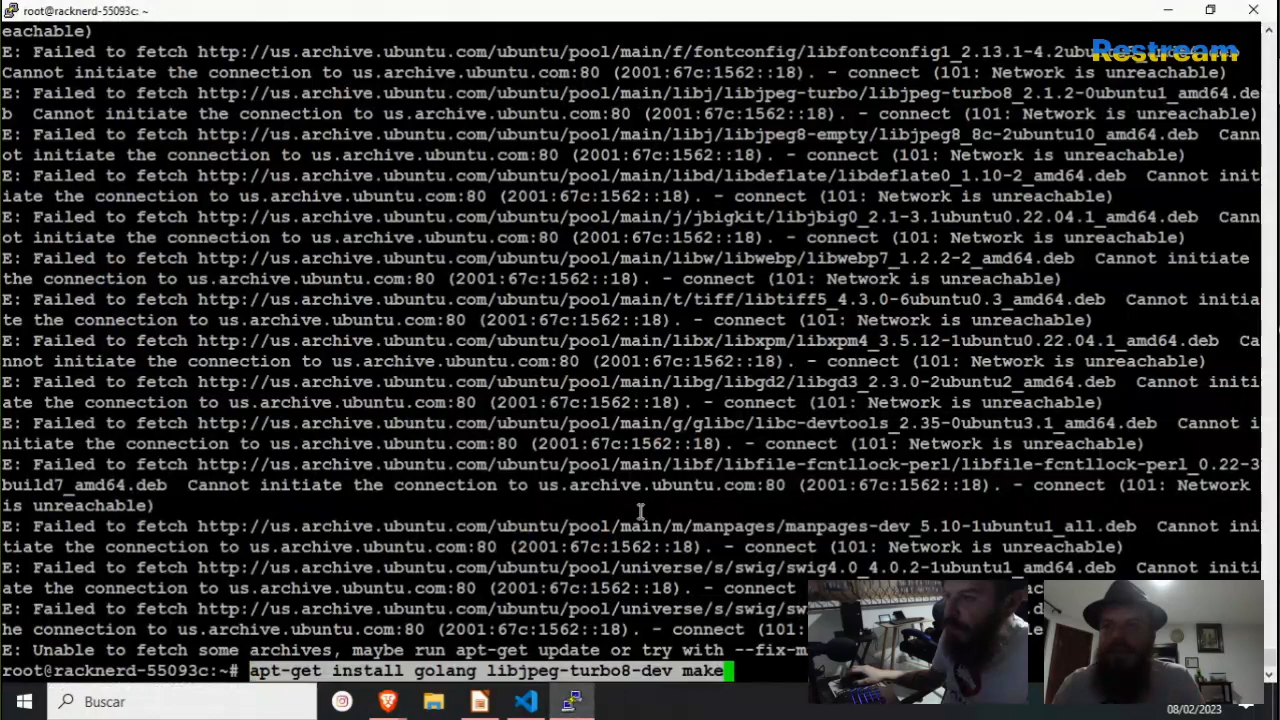 root@racknerd-55093c: ~
eachable)
E: Failed to fetch http://us.archive.ubuntu.com/ubuntu/pool/main/f/fontconfig/libfontconfig1_2.13.1-4.2ubu
Restream
Cannot initiate the connection to us.archive.ubuntu.com:80 (2001:67c:1562::18). - connect (101: Network is unreachable)
E: Failed to fetch http://us.archive.ubuntu.com/ubuntu/pool/main/libj/libjpeg-turbo/libjpeg-turbo8_2.1.2-0ubuntu1_amd64.de
b  Cannot initiate the connection to us.archive.ubuntu.com:80 (2001:67c:1562::18). - connect (101: Network is unreachable)
E: Failed to fetch http://us.archive.ubuntu.com/ubuntu/pool/main/libj/libjpeg8-empty/libjpeg8_8c-2ubuntu10_amd64.deb  Cann
ot initiate the connection to us.archive.ubuntu.com:80 (2001:67c:1562::18). - connect (101: Network is unreachable)
E: Failed to fetch http://us.archive.ubuntu.com/ubuntu/pool/main/libd/libdeflate/libdeflate0_1.10-2_amd64.deb  Cannot init
iate the connection to us.archive.ubuntu.com:80 (2001:67c:1562::18). - connect (101: Network is unreachable)
E: Failed to fetch http://us.archive.ubuntu.com/ubuntu/pool/main/j/jbigkit/libjbig0_2.1-3.1ubuntu0.22.04.1_amd64.deb  Cann
ot initiate the connection to us.archive.ubuntu.com:80 (2001:67c:1562::18). - connect (101: Network is unreachable)
E: Failed to fetch http://us.archive.ubuntu.com/ubuntu/pool/main/libw/libwebp/libwebp7_1.2.2-2_amd64.deb  Cannot initiate
the connection to us.archive.ubuntu.com:80 (2001:67c:1562::18). - connect (101: Network is unreachable)
E: Failed to fetch http://us.archive.ubuntu.com/ubuntu/pool/main/t/tiff/libtiff5_4.3.0-6ubuntu0.3_amd64.deb  Cannot initia
te the connection to us.archive.ubuntu.com:80 (2001:67c:1562::18). - connect (101: Network is unreachable)
E: Failed to fetch http://us.archive.ubuntu.com/ubuntu/pool/main/libx/libxpm/libxpm4_3.5.12-1ubuntu0.22.04.1_amd64.deb  Ca
nnot initiate the connection to us.archive.ubuntu.com:80 (2001:67c:1562::18). - connect (101: Network is unreachable)
E: Failed to fetch http://us.archive.ubuntu.com/ubuntu/pool/main/libg/libgd2/libgd3_2.3.0-2ubuntu2_amd64.deb  Cannot initi
ate the connection to us.archive.ubuntu.com:80 (2001:67c:1562::18). - connect (101: Network is unreachable)
E: Failed to fetch http://us.archive.ubuntu.com/ubuntu/pool/main/g/glibc/libc-devtools_2.35-0ubuntu3.1_amd64.deb  Cannot i
nitiate the connection to us.archive.ubuntu.com:80 (2001:67c:1562::18). - connect (101: Network is unreachable)
E: Failed to fetch http://us.archive.ubuntu.com/ubuntu/pool/main/libf/libfile-fcntllock-perl/libfile-fcntllock-perl_0.22-3
build7_amd64.deb  Cannot initiate the connection to us.archive.ubuntu.com:80 (2001:67c:1562::18). - connect (101: Network
is unreachable)
E: Failed to fetch http://us.archive.ubuntu.com/ubuntu/pool/main/m/manpages/manpages-dev_5.10-1ubuntu1_all.deb  Cannot ini
tiate the connection to us.archive.ubuntu.com:80 (2001:67c:1562::18). - connect (101: Network is unreachable)
E: Failed to fetch http://us.archive.ubuntu.com/ubuntu/pool/universe/s/swig/swig4.0_4.0.2-1ubuntu1_amd64.deb  Cannot initi
ate the connection to us.archive.ubuntu.com:80 (2001:67c:1562::18). - connect
E: Failed to fetch http://us.archive.ubuntu.com/ubuntu/pool/universe/s/swig/sw
he connection to us.archive.ubuntu.com:80 (2001:67c:1562::18). - connect (101:
E: Unable to fetch some archives, maybe run apt-get update or try with --fix-m
root@racknerd-55093c:~# apt-get install golang libjpeg-turbo8-dev make
Buscar
08/02/2023